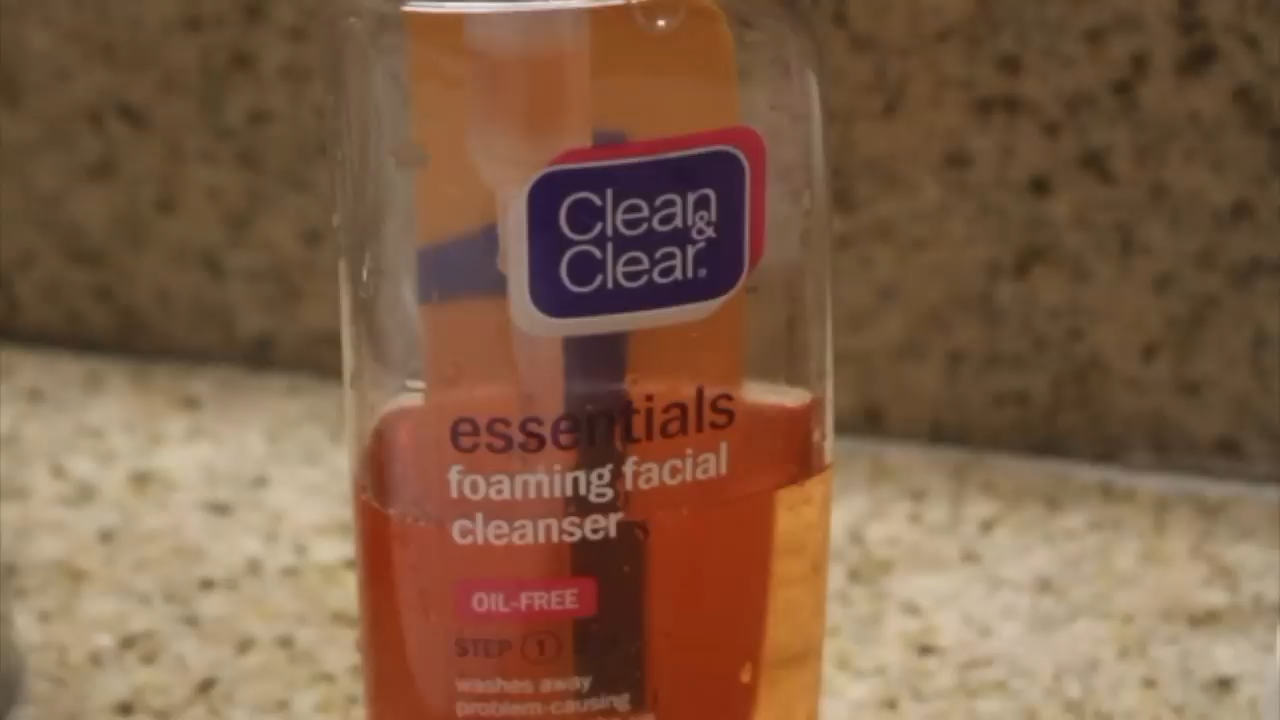 Clean
&
Clear.
essentials
foaming facial
cleanser
OIL-FREE
STEP 1
washes away
problem-causing